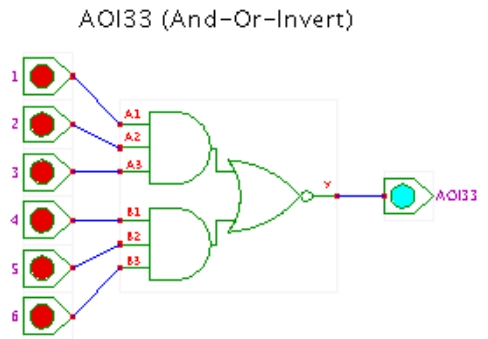 AOI33 (And-Or-Invert)
1
A1
2
A2
3
A3
Y
AOI33
4
B1
B2
5
B3
6